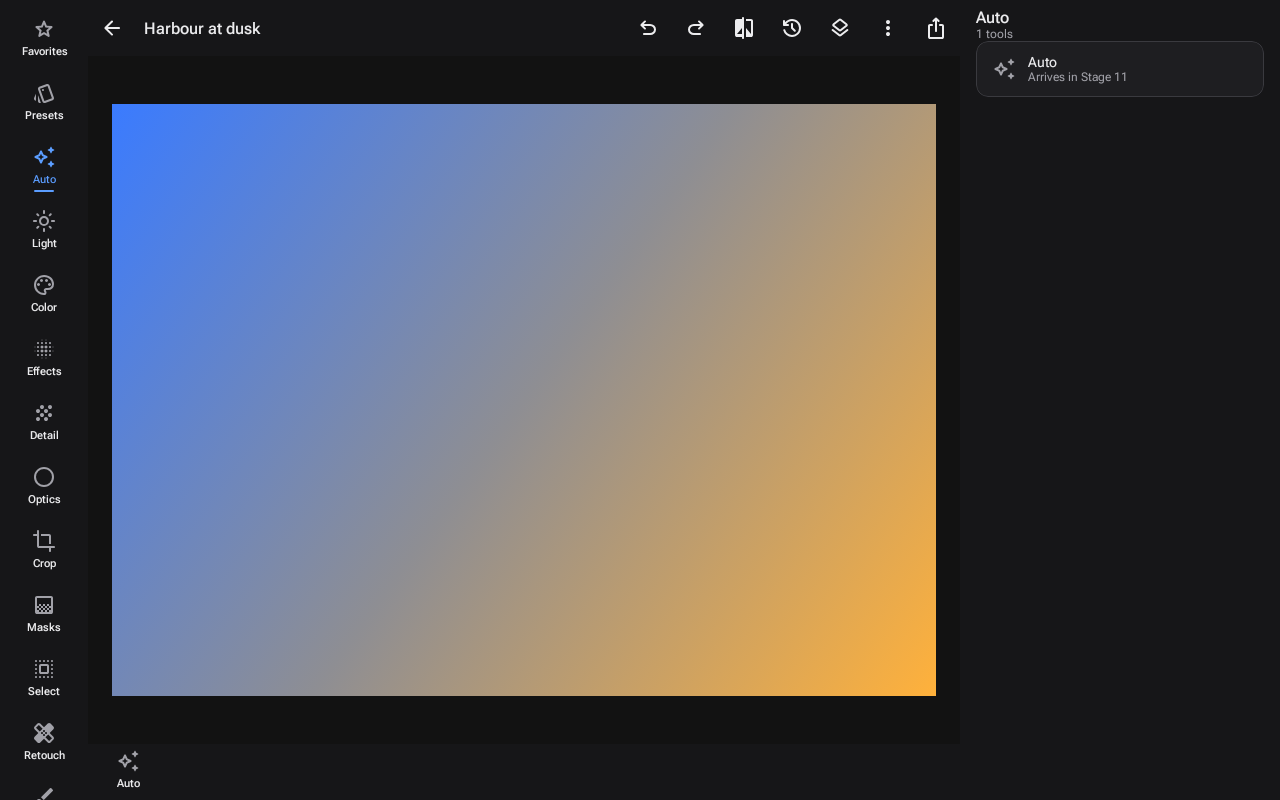 Harbour at dusk
Favorites
Presets
Auto
Light
Color
Effects
Detail
Optics
Crop
Masks
Select
Retouch
Auto
Auto
1 tools
Auto
Arrives in Stage 11